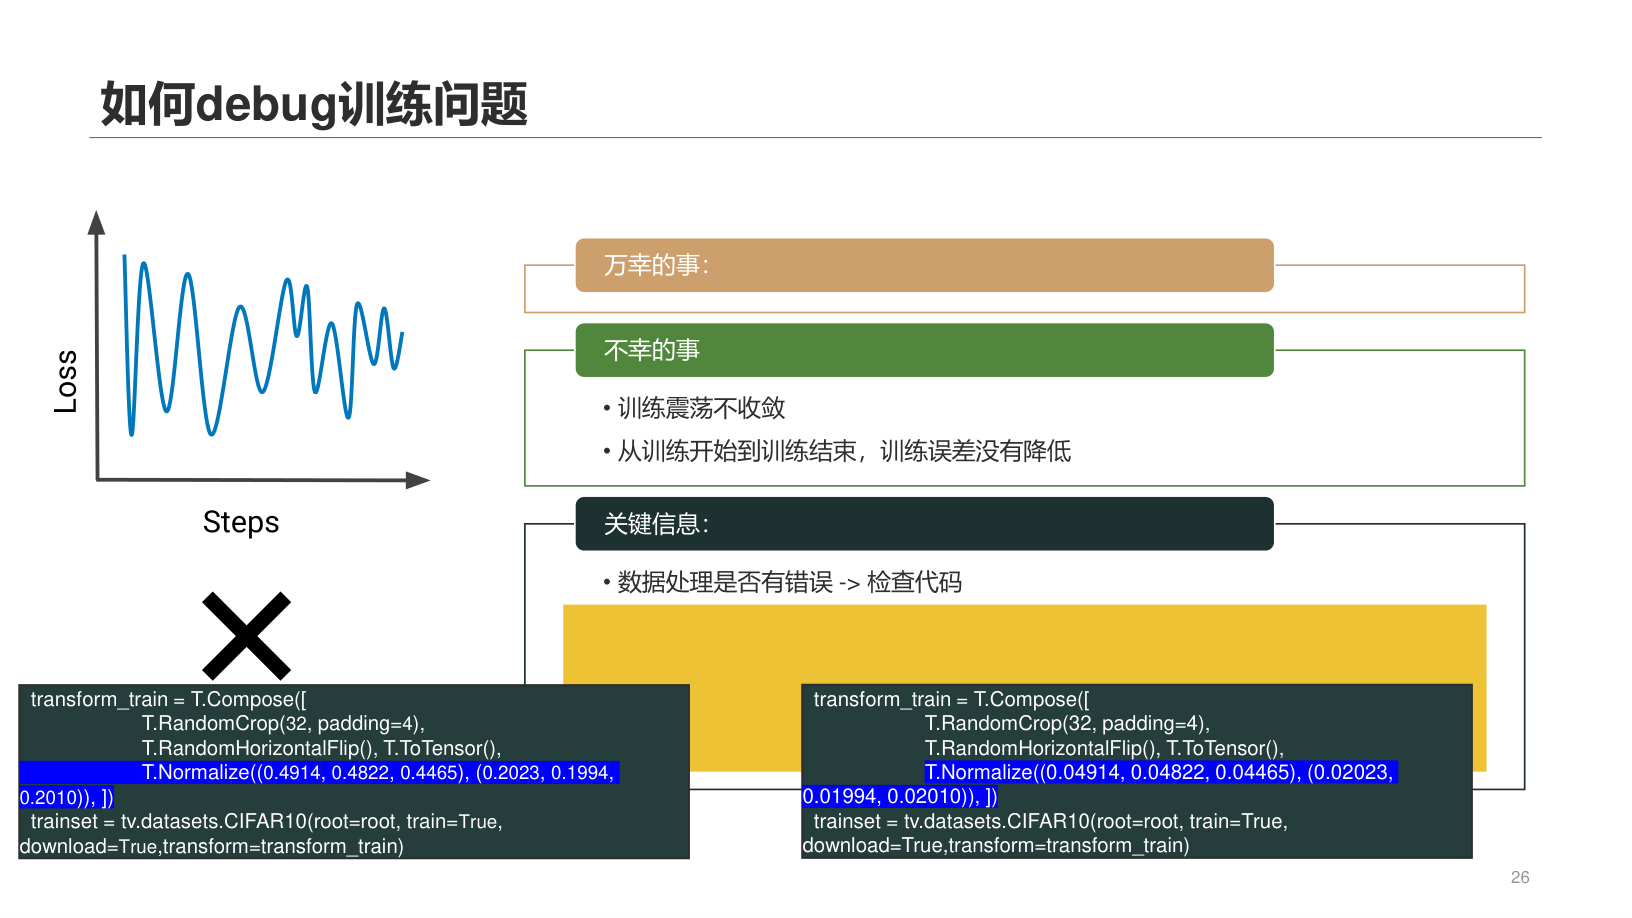 如何debug训练问题
Loss
Steps
万幸的事：
不幸的事
• 训练震荡不收敛
• 从训练开始到训练结束，训练误差没有降低
关键信息：
• 数据处理是否有错误 -> 检查代码
transform_train = T.Compose([
T.RandomCrop(32, padding=4),
T.RandomHorizontalFlip(), T.ToTensor(),
T.Normalize((0.4914, 0.4822, 0.4465), (0.2023, 0.1994,
0.2010)), ])
trainset = tv.datasets.CIFAR10(root=root, train=True,
download=True,transform=transform_train)
transform_train = T.Compose([
T.RandomCrop(32, padding=4),
T.RandomHorizontalFlip(), T.ToTensor(),
T.Normalize((0.04914, 0.04822, 0.04465), (0.02023,
0.01994, 0.02010)), ])
trainset = tv.datasets.CIFAR10(root=root, train=True,
download=True,transform=transform_train)
26